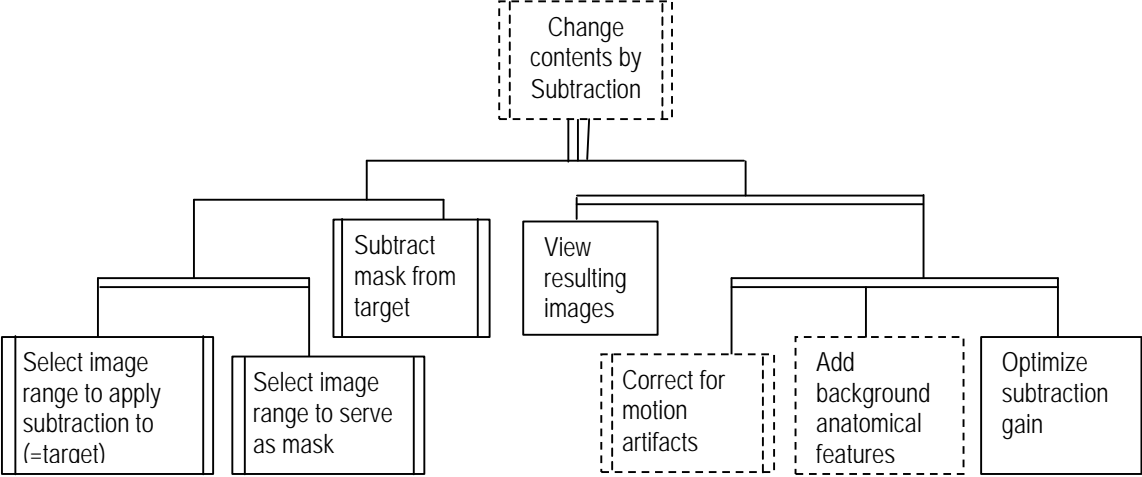 Change
contents by
Subtraction
Subtract
mask from
target
View
resulting
images
Select image
range to apply
subtraction to
(=target)
Select image
range to serve
as mask
Correct for
motion
artifacts
Add
background
anatomical
features
Optimize
subtraction
gain